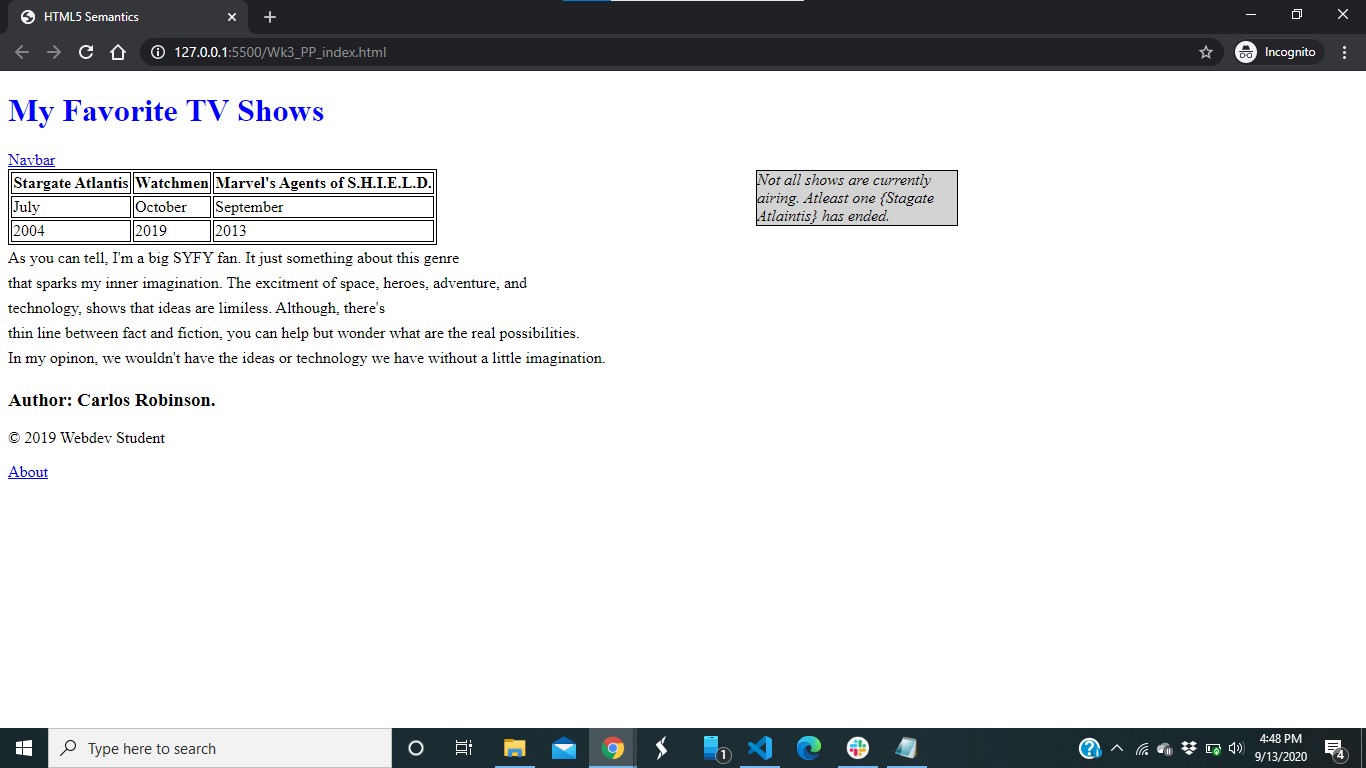 HTML5 Semantics
127.0.0.1:5500/Wk3_PP_index.html
Incognito
My Favorite TV Shows
Navbar
Stargate Atlantis Watchmen Marvel's Agents of S.H.I.E.L.D.
July October September
2004 2019 2013
Not all shows are currently
airing. Atleast one {Stagate
Atlaintis} has ended.
As you can tell, I'm a big SYFY fan. It just something about this genre
that sparks my inner imagination. The excitment of space, heroes, adventure, and
technology, shows that ideas are limiless. Although, there's
thin line between fact and fiction, you can help but wonder what are the real possibilities.
In my opinon, we wouldn't have the ideas or technology we have without a little imagination.
Author: Carlos Robinson.
© 2019 Webdev Student
About
Type here to search
1
4:48 PM
9/13/2020
4